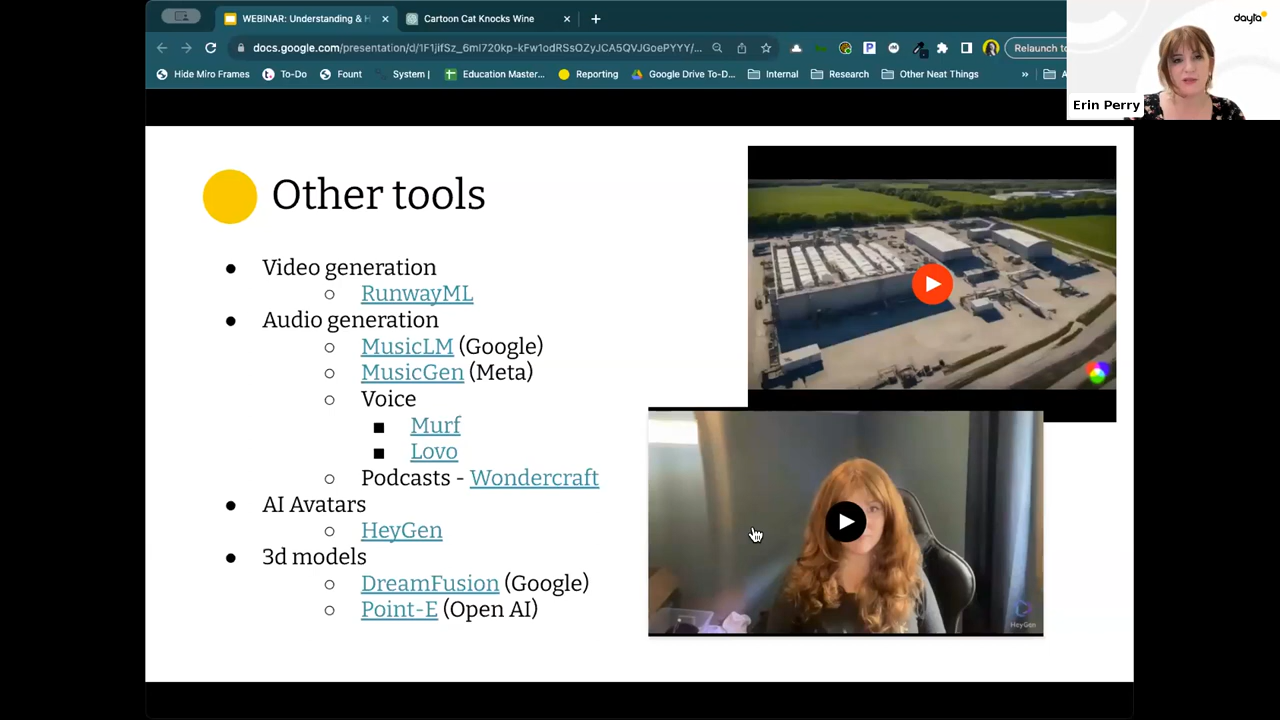 WEBINAR: Understanding & H
Cartoon Cat Knocks Wine
dayta
docs.google.com/presentation/d/1F1jifSz_6ml720kp-kFw1odRSsOZyJCA5QVJGoePYYY/...
Relaunch to
Hide Miro Frames
To-Do
Fount
System |
Education Master...
Reporting
Google Drive To-D...
Internal
Research
Other Neat Things
»
Erin Perry
Other tools
● Video generation
○ RunwayML
● Audio generation
○ MusicLM (Google)
○ MusicGen (Meta)
○ Voice
■ Murf
■ Lovo
○ Podcasts - Wondercraft
● AI Avatars
○ HeyGen
● 3d models
○ DreamFusion (Google)
○ Point-E (Open AI)
HeyGen